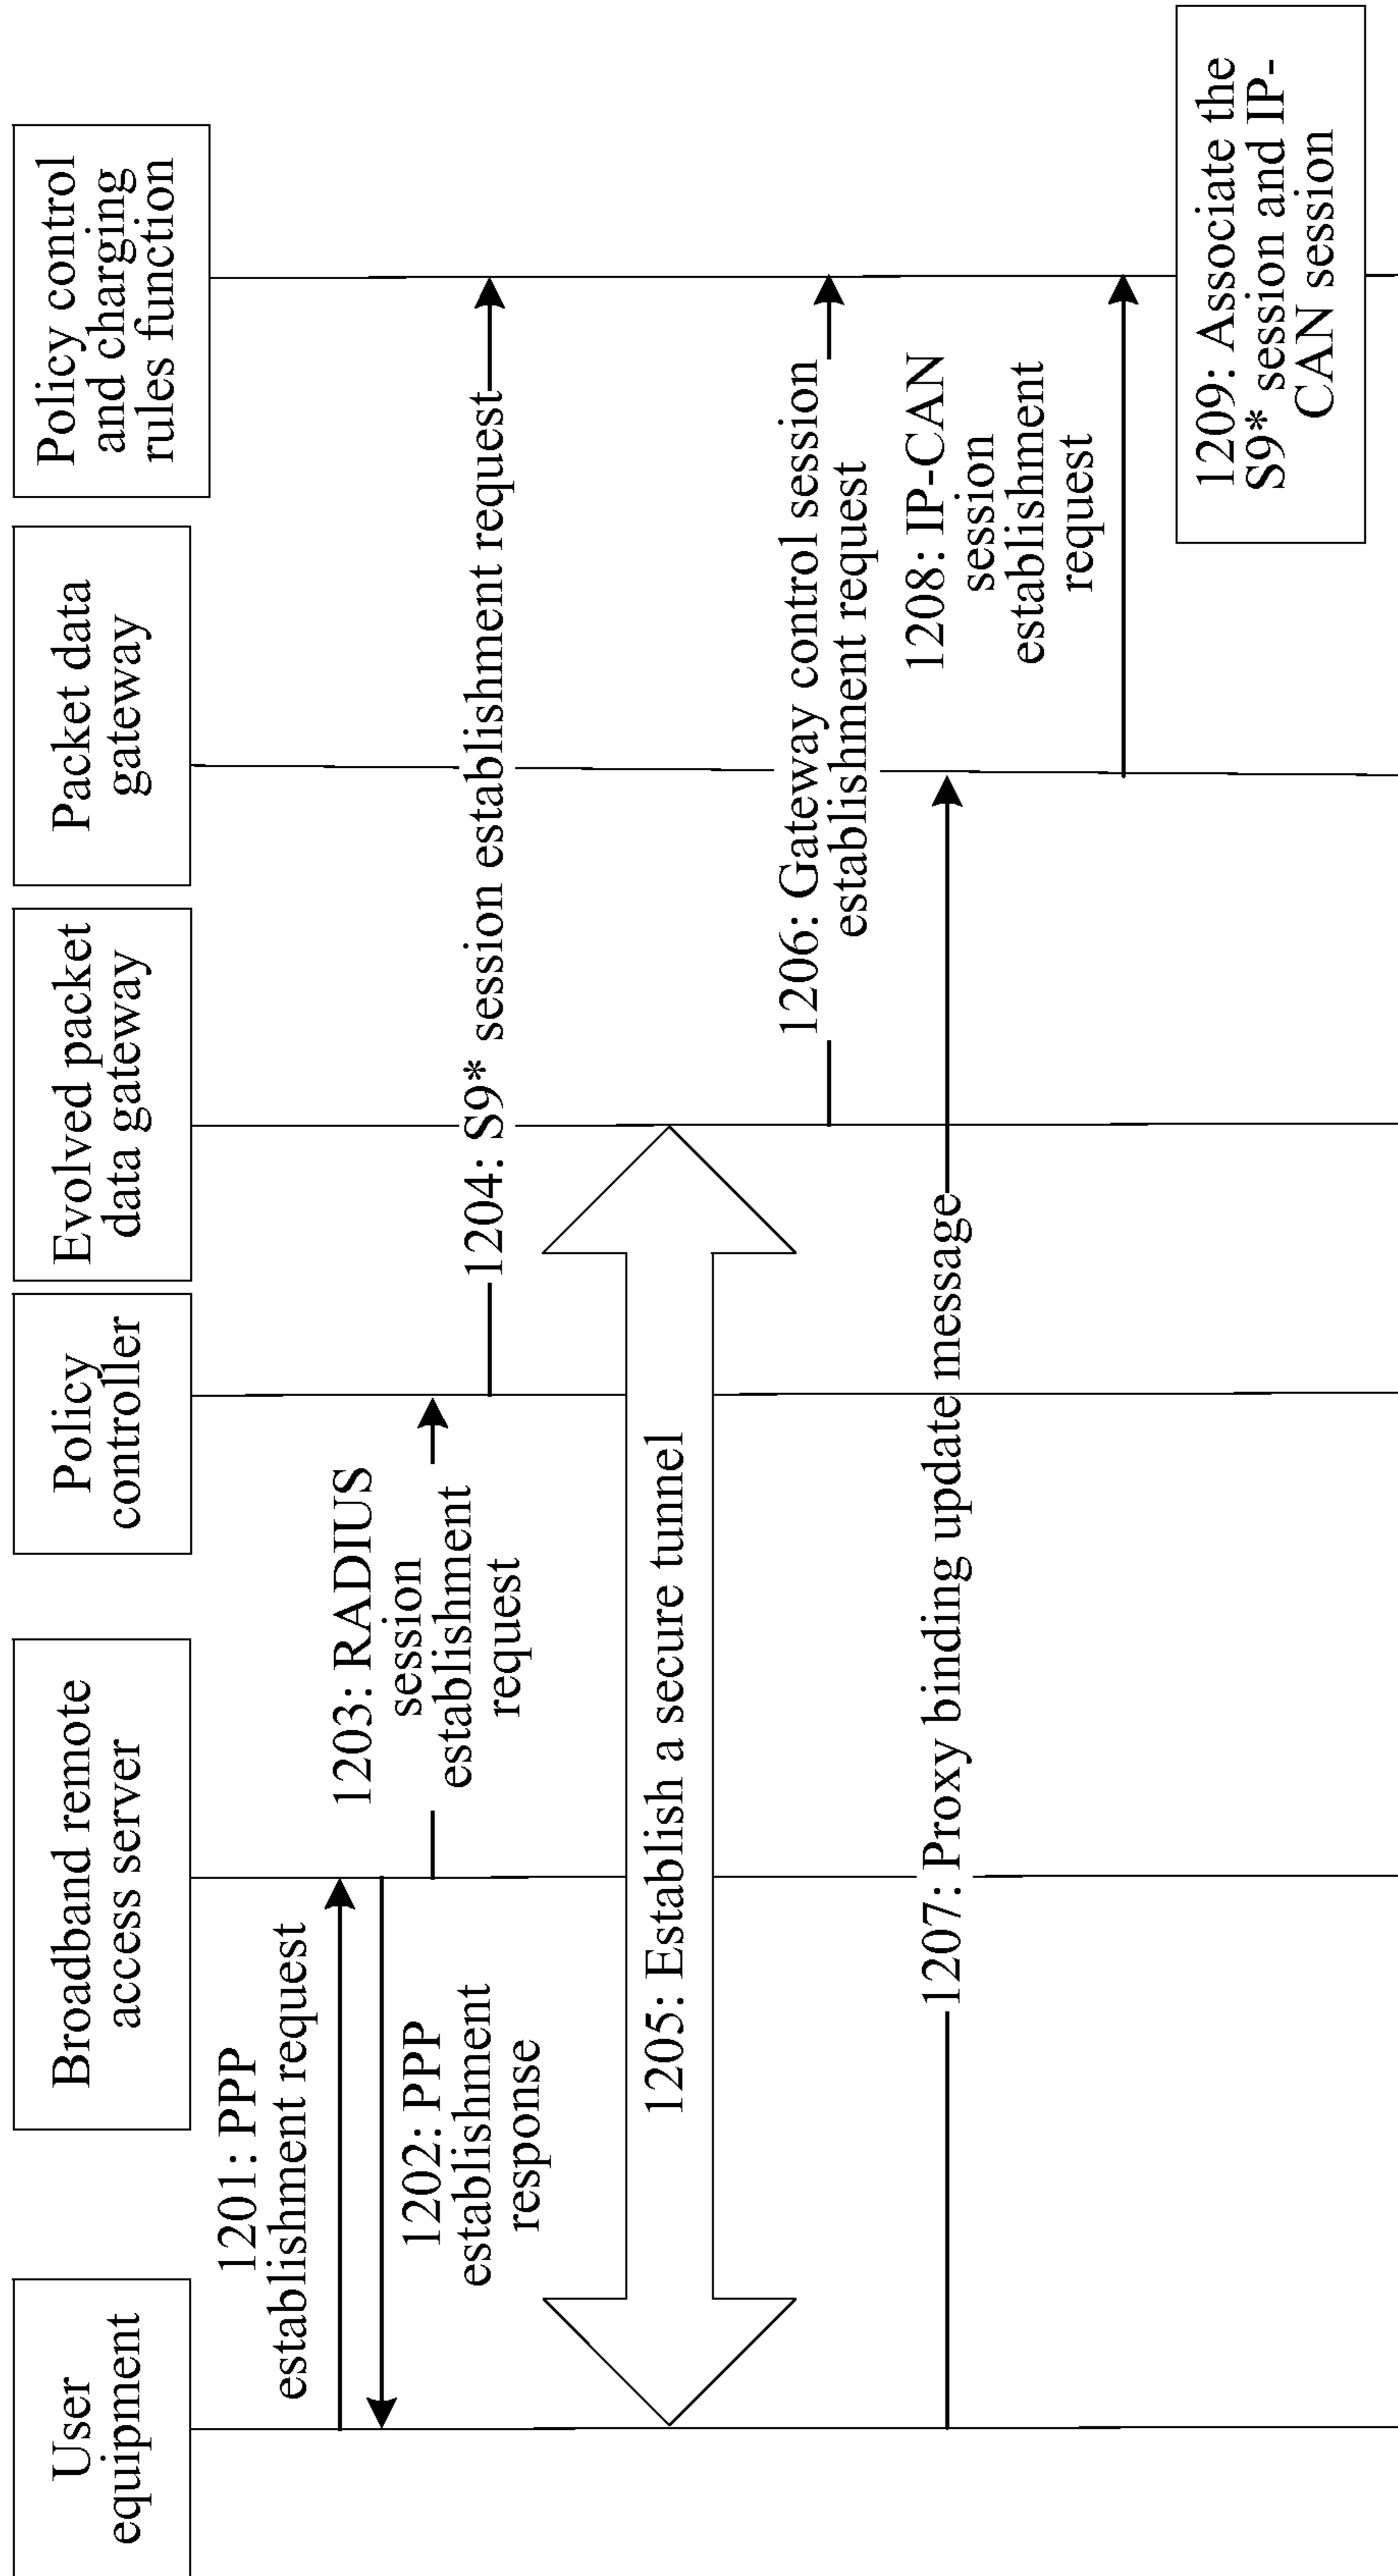 User
equipment
Broadband remote
access server
Policy
controller
Evolved packet
data gateway
Packet data
gateway
Policy control
and charging
rules function
1201: PPP
establishment request
1202: PPP
establishment
response
1203: RADIUS
session
establishment
request
1204: S9* session establishment request
1205: Establish a secure tunnel
1206: Gateway control session
establishment request
1207: Proxy binding update message
1208: IP-CAN
session
establishment
request
1209: Associate the
S9* session and IP-
CAN session